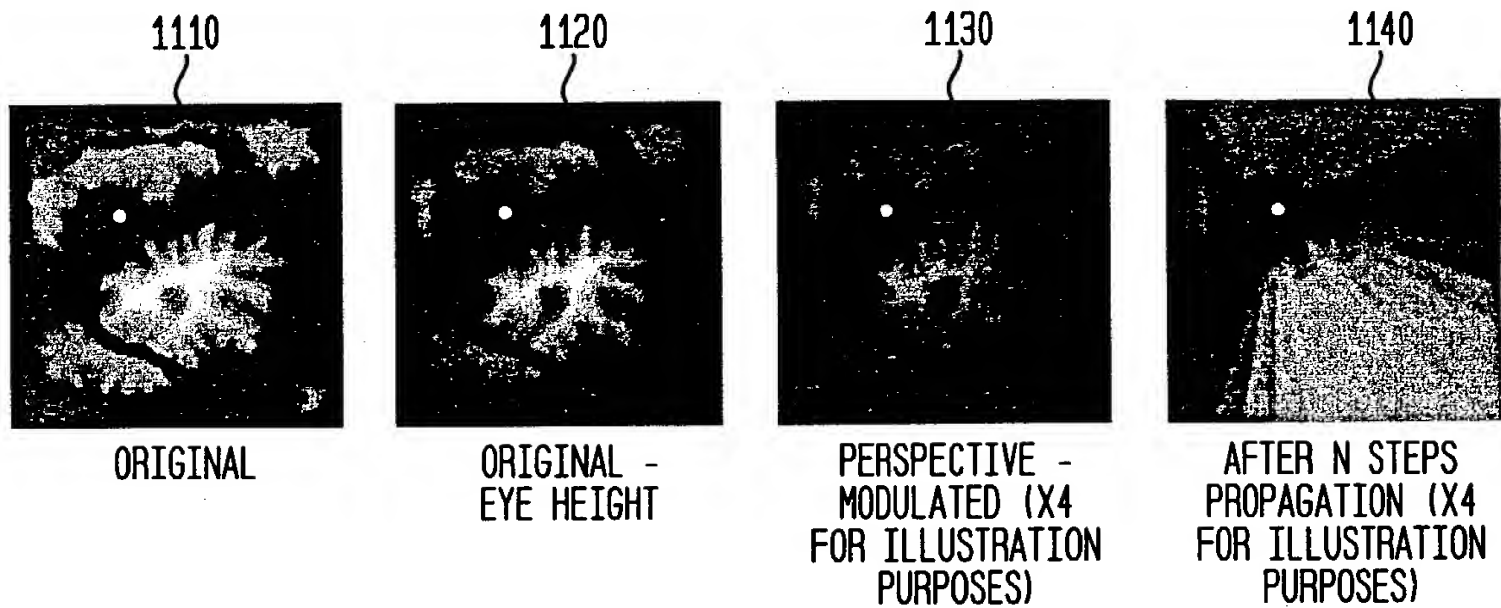 1110
1120
1130
1140
ORIGINAL
ORIGINAL -
EYE HEIGHT
PERSPECTIVE -
MODULATED (X4
FOR ILLUSTRATION
PURPOSES)
AFTER N STEPS
PROPAGATION (X4
FOR ILLUSTRATION
PURPOSES)